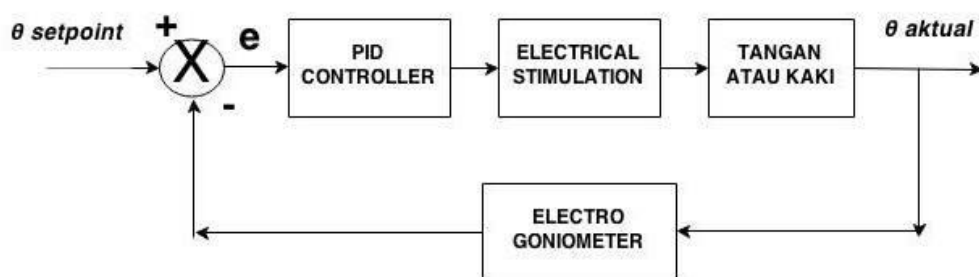 θ setpoint
+
X
e
-
PID
CONTROLLER
ELECTRICAL
STIMULATION
TANGAN
ATAU KAKI
θ aktual
ELECTRO
GONIOMETER